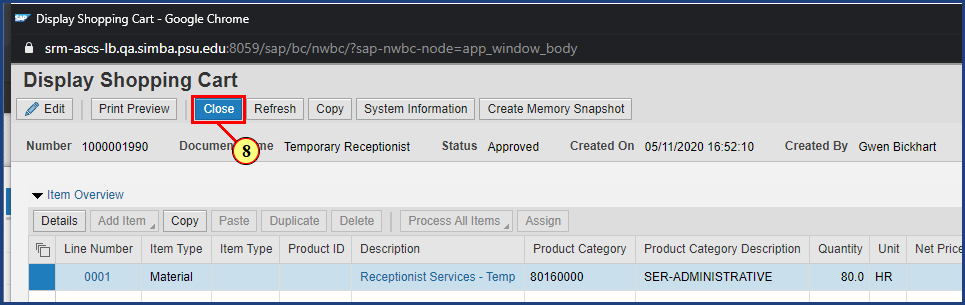 SAP Display Shopping Cart - Google Chrome
srm-ascs-lb.qa.simba.psu.edu:8059/sap/bc/nwbc/?sap-nwbc-node=app_window_body
Display Shopping Cart
Edit Print Preview Close Refresh Copy System Information Create Memory Snapshot
Number 1000001990 Documen me Temporary Receptionist Status Approved Created On 05/11/2020 16:52:10 Created By Gwen Bickhart
8
Item Overview
Details Add Item Copy Paste Duplicate Delete Process All Items Assign
Line Number Item Type Item Type Product ID Description Product Category Product Category Description Quantity Unit Net Price
0001 Material Receptionist Services - Temp 80160000 SER-ADMINISTRATIVE 80.0 HR